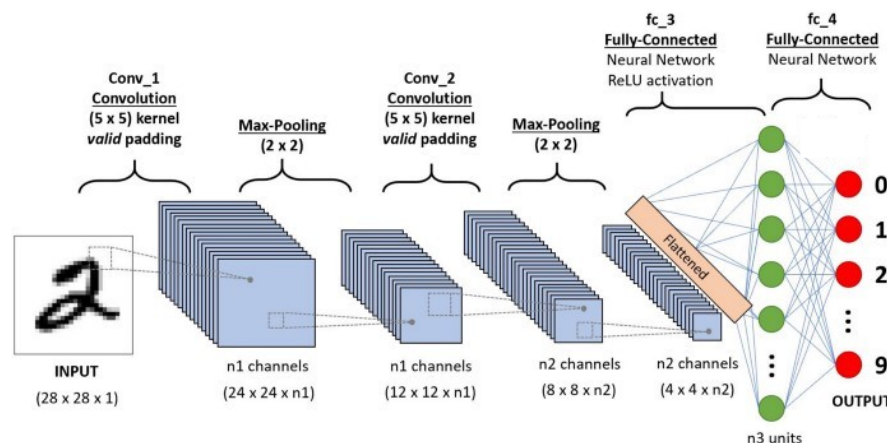 fc_3
Fully-Connected
Neural Network
ReLU activation
fc_4
Fully-Connected
Neural Network
Conv_1
Convolution
(5 x 5) kernel
valid padding
Max-Pooling
(2 x 2)
Conv_2
Convolution
(5 x 5) kernel
valid padding
Max-Pooling
(2 x 2)
Flattened
0
1
2
9
INPUT
(28 x 28 x 1)
n1 channels
(24 x 24 x n1)
n1 channels
(12 x 12 x n1)
n2 channels
(8 x 8 x n2)
n2 channels
(4 x 4 x n2)
OUTPUT
n3 units